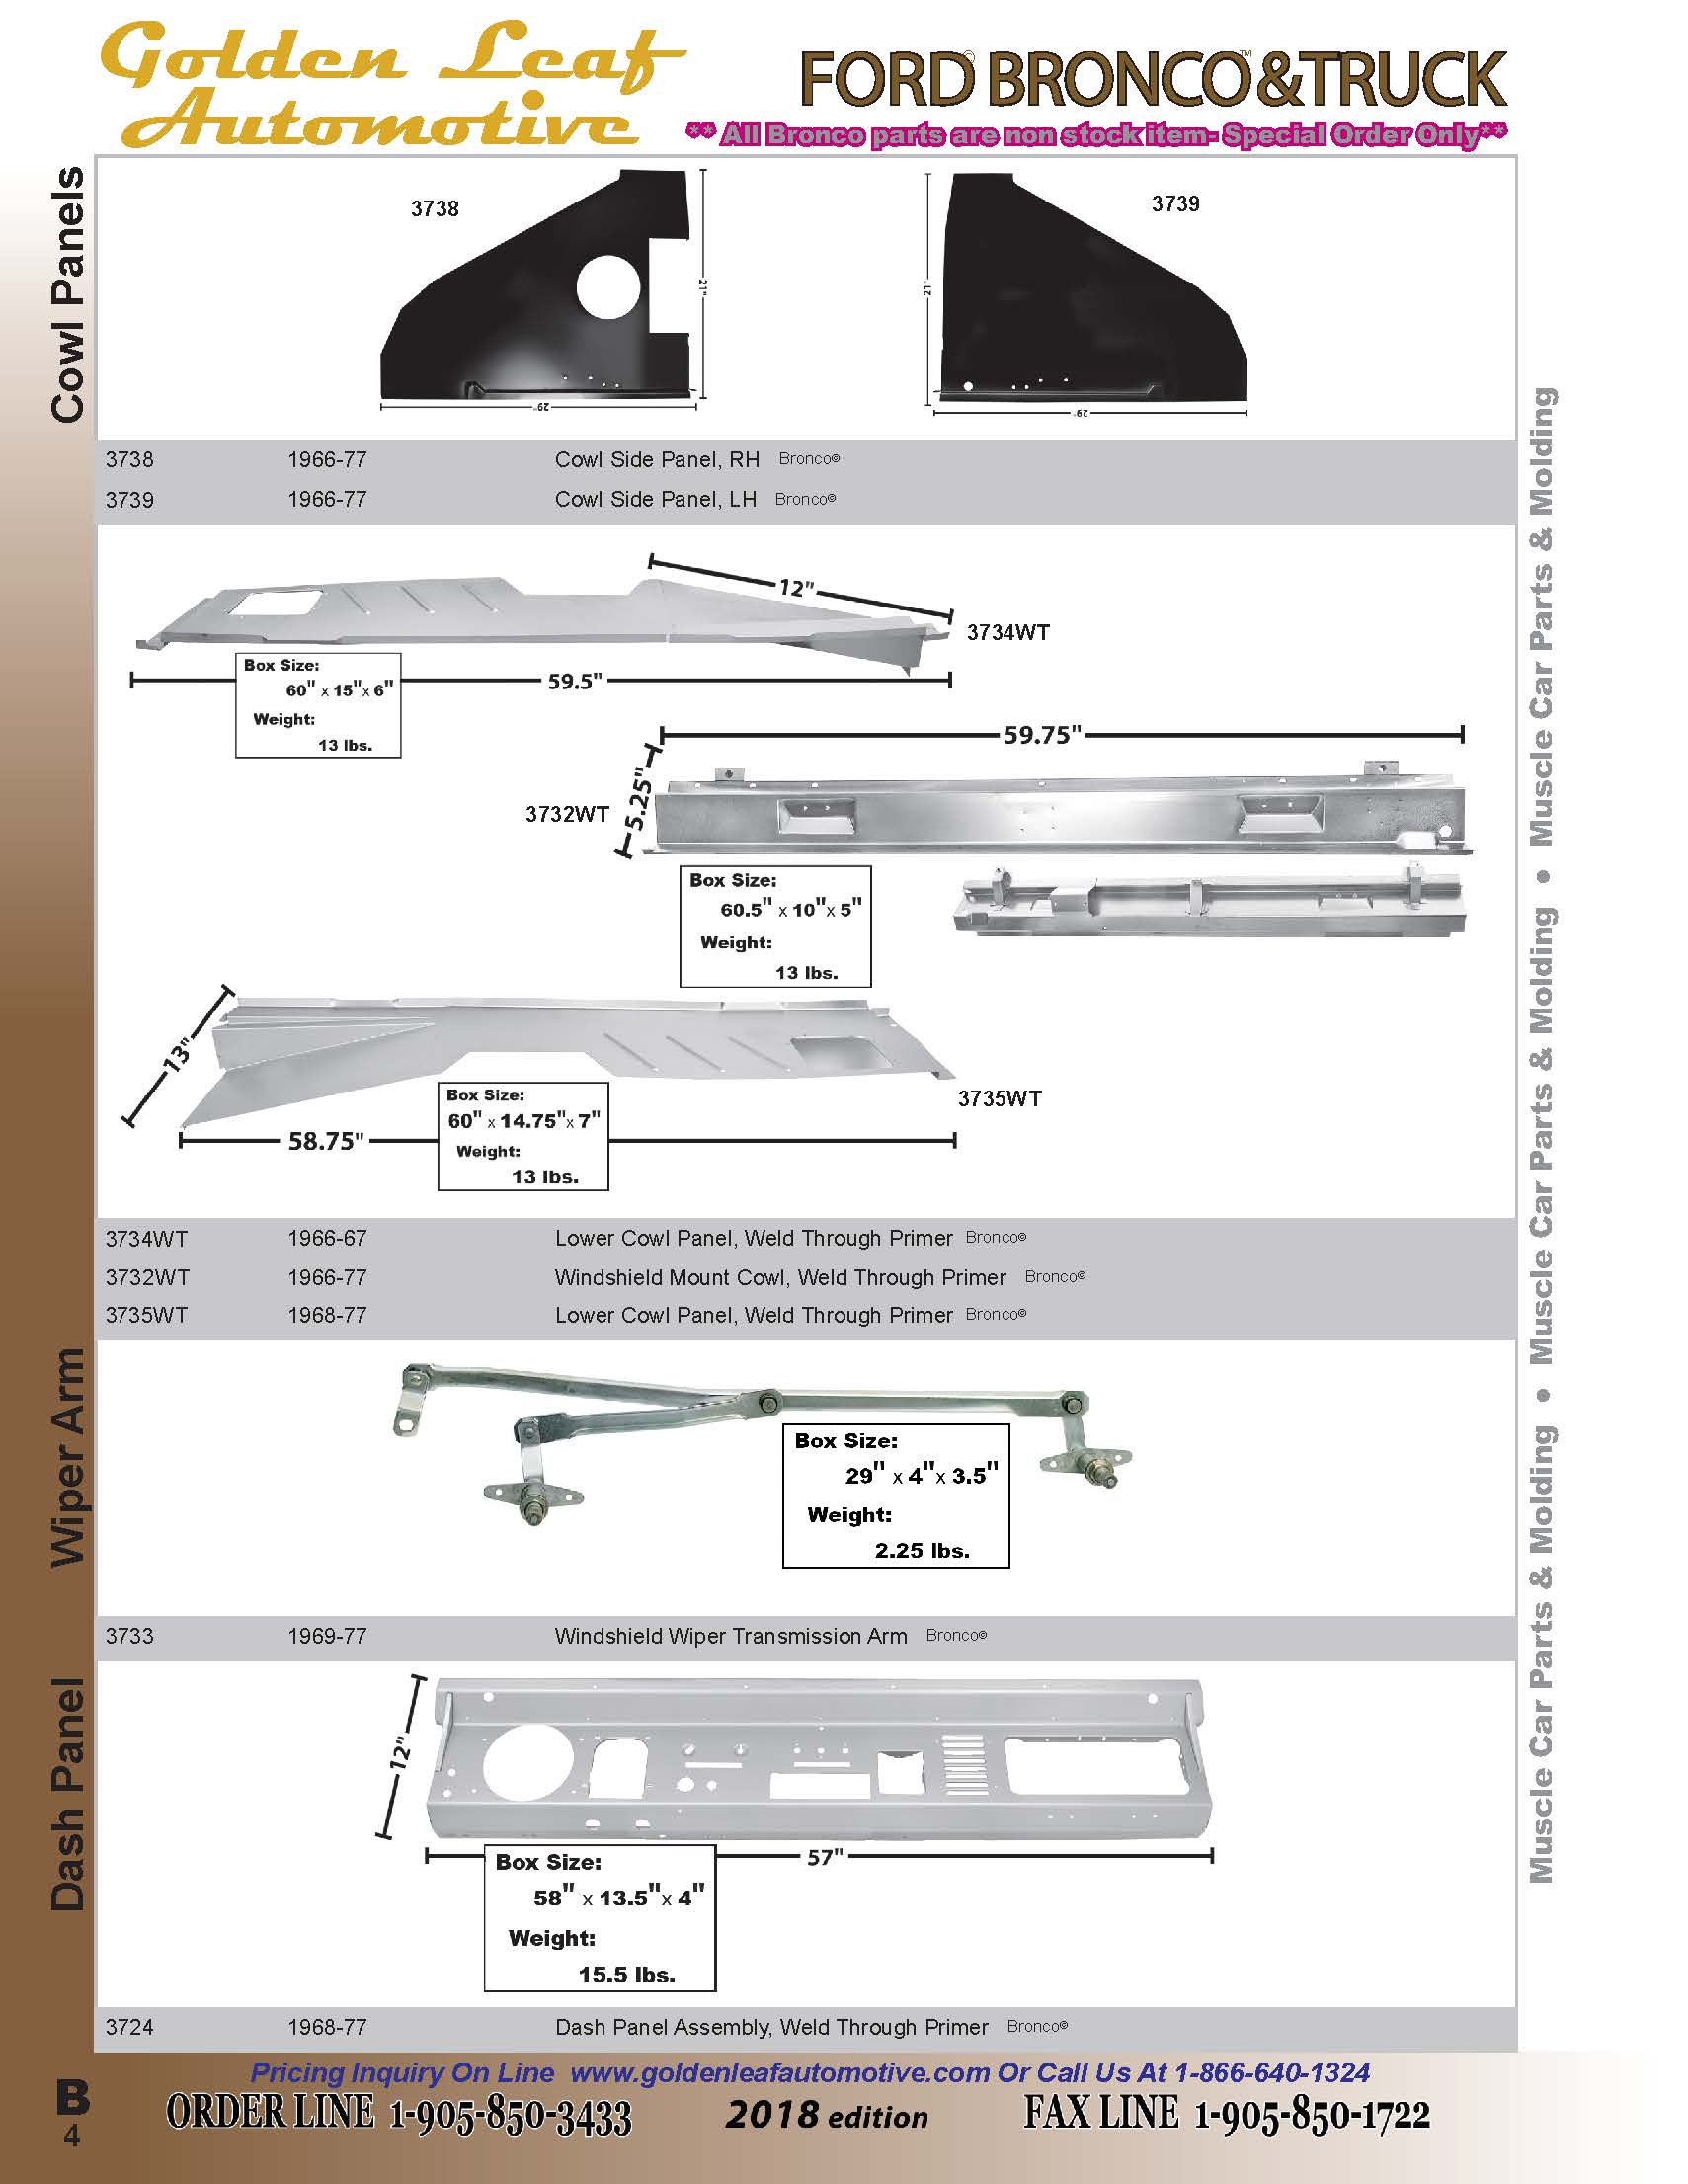 Golden Leaf
Automotive
FORD© BRONCO™&TRUCK
** All Bronco parts are non stock item- Special Order Only**
Cowl Panels
3738
3739
21"
21"
29"
29"
3738 1966-77 Cowl Side Panel, RH Bronco©
3739 1966-77 Cowl Side Panel, LH Bronco©
12"
3734WT
Box Size:
60" x 15"x 6"
Weight:
13 lbs.
59.5"
59.75"
5.25"
3732WT
Box Size:
60.5" x 10"x 5"
Weight:
13 lbs.
13"
3735WT
Box Size:
60" x 14.75"x 7"
Weight:
13 lbs.
58.75"
3734WT 1966-67 Lower Cowl Panel, Weld Through Primer Bronco©
3732WT 1966-77 Windshield Mount Cowl, Weld Through Primer Bronco©
3735WT 1968-77 Lower Cowl Panel, Weld Through Primer Bronco©
Wiper Arm
Box Size:
29" x 4"x 3.5"
Weight:
2.25 lbs.
3733 1969-77 Windshield Wiper Transmission Arm Bronco©
Dash Panel
12"
57"
Box Size:
58" x 13.5"x 4"
Weight:
15.5 lbs.
3724 1968-77 Dash Panel Assembly, Weld Through Primer Bronco©
Muscle Car Parts & Molding • Muscle Car Parts & Molding • Muscle Car Parts & Molding
Pricing Inquiry On Line www.goldenleafautomotive.com Or Call Us At 1-866-640-1324
B
4
ORDER LINE 1-905-850-3433 2018 edition FAX LINE 1-905-850-1722